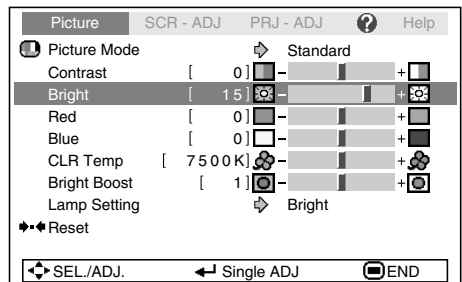 Picture SCR - ADJ PRJ - ADJ ? Help
Picture Mode Standard
Contrast [ 0] - +
Bright [ 15] - +
Red [ 0] - +
Blue [ 0] - +
CLR Temp [ 7500K] - +
Bright Boost [ 1] - +
Lamp Setting Bright
Reset
SEL./ADJ. Single ADJ END